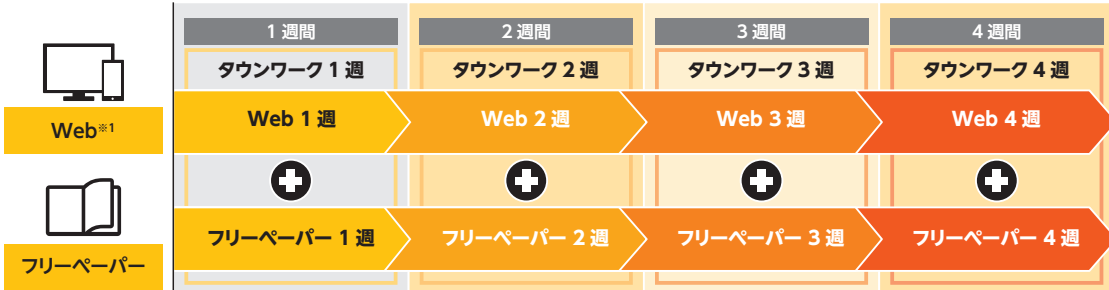 1 週間
2 週間
3 週間
4 週間
タウンワーク 1 週
タウンワーク 2 週
タウンワーク 3 週
タウンワーク 4 週
Web※1
Web 1 週
Web 2 週
Web 3 週
Web 4 週
フリーペーパー
フリーペーパー 1 週
フリーペーパー 2 週
フリーペーパー 3 週
フリーペーパー 4 週